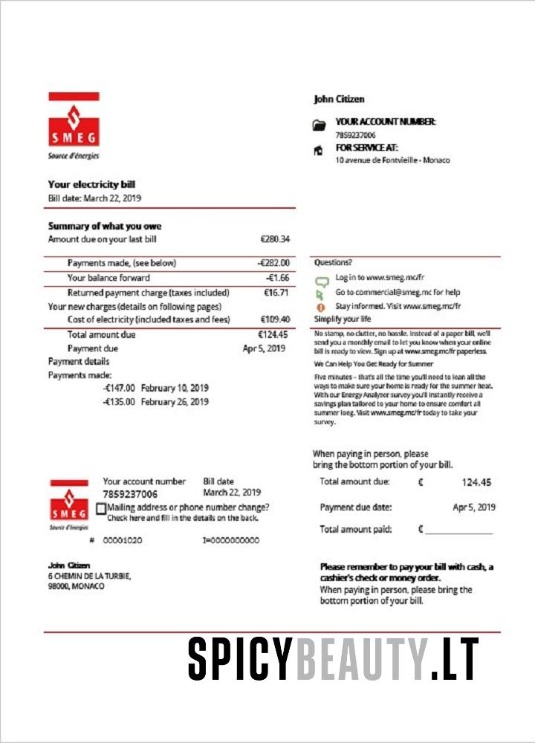 SMEG
Source d'énergies
John Citizen
YOUR ACCOUNT NUMBER:
7859237006
FOR SERVICE AT:
10 avenue de Fontvieille - Monaco
Your electricity bill
Bill date: March 22, 2019
Summary of what you owe
Amount due on your last bill €280.34
Payments made, (see below) -€282.00
Your balance forward -€1.66
Returned payment charge (taxes included) €16.71
Your new charges (details on following pages)
Cost of electricity (included taxes and fees) €109.40
Total amount due €124.45
Payment due Apr 5, 2019
Payment details
Payments made:
-€147.00 February 10, 2019
-€135.00 February 26, 2019
Questions?
Log in to www.smeg.mc/fr
Go to commercial@smeg.mc for help
Stay informed. Visit www.smeg.mc/fr
Simplify your life
No stamp, no clutter, no hassle. Instead of a paper bill, we'll
send you a monthly email to let you know when your online
bill is ready to view. Sign up at www.smeg.mc/fr paperless.
We Can Help You Get Ready for Summer
Five minutes – that's all the time you'll need to lean all the
ways to make sure your home is ready for the summer heat.
With our Energy Analyzer survey you'll instantly receive a
savings plan tailored to your home to ensure comfort all
summer long. Visit www.smeg.mc/fr today to take your
survey.
When paying in person, please
bring the bottom portion of your bill.
Total amount due: € 124.45
Payment due date: Apr 5, 2019
Total amount paid: €
Please remember to pay your bill with cash, a
cashier's check or money order.
When paying in person, please bring the
bottom portion of your bill.
SMEG
Source d'énergies
Your account number Bill date
7859237006 March 22, 2019
Mailing address or phone number change?
Check here and fill in the details on the back.
# 00001020 I=0000000000
John Citizen
6 CHEMIN DE LA TURBIE,
98000, MONACO
SPICYBEAUTY.LT